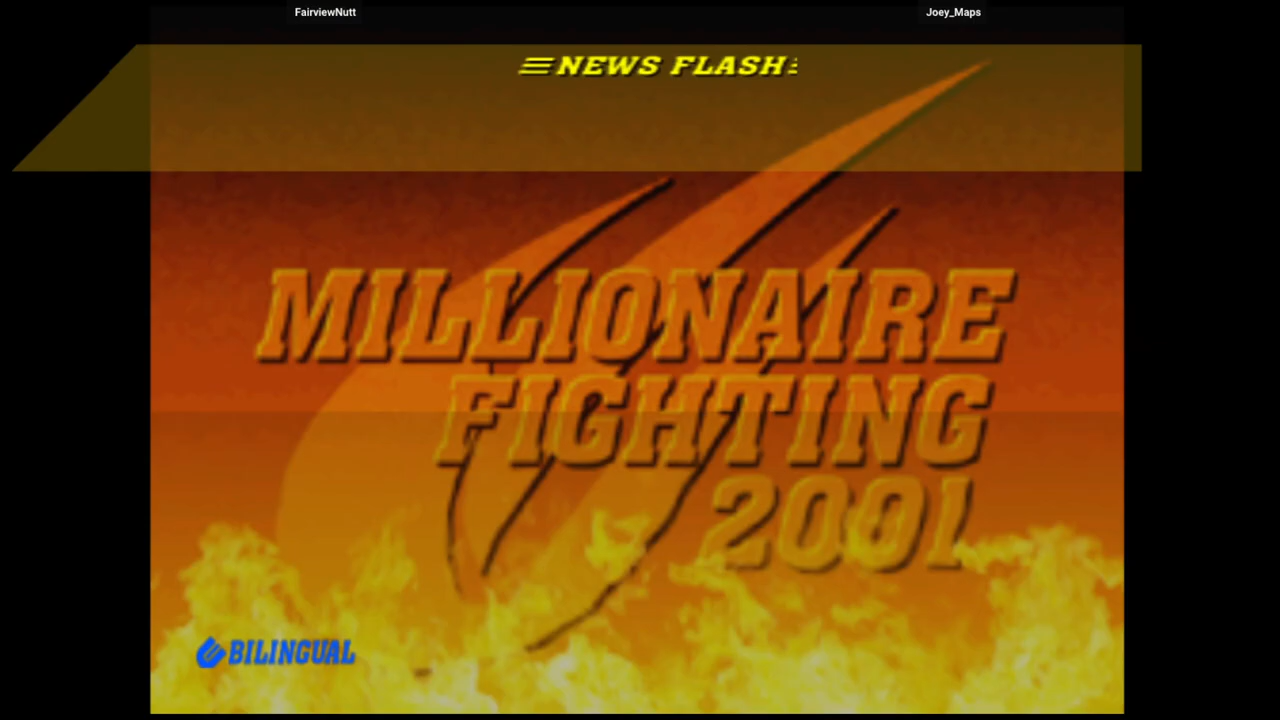 FairviewNutt
Joey_Maps
NEWS FLASH
MILLIONAIRE
FIGHTING
2001
BILINGUAL